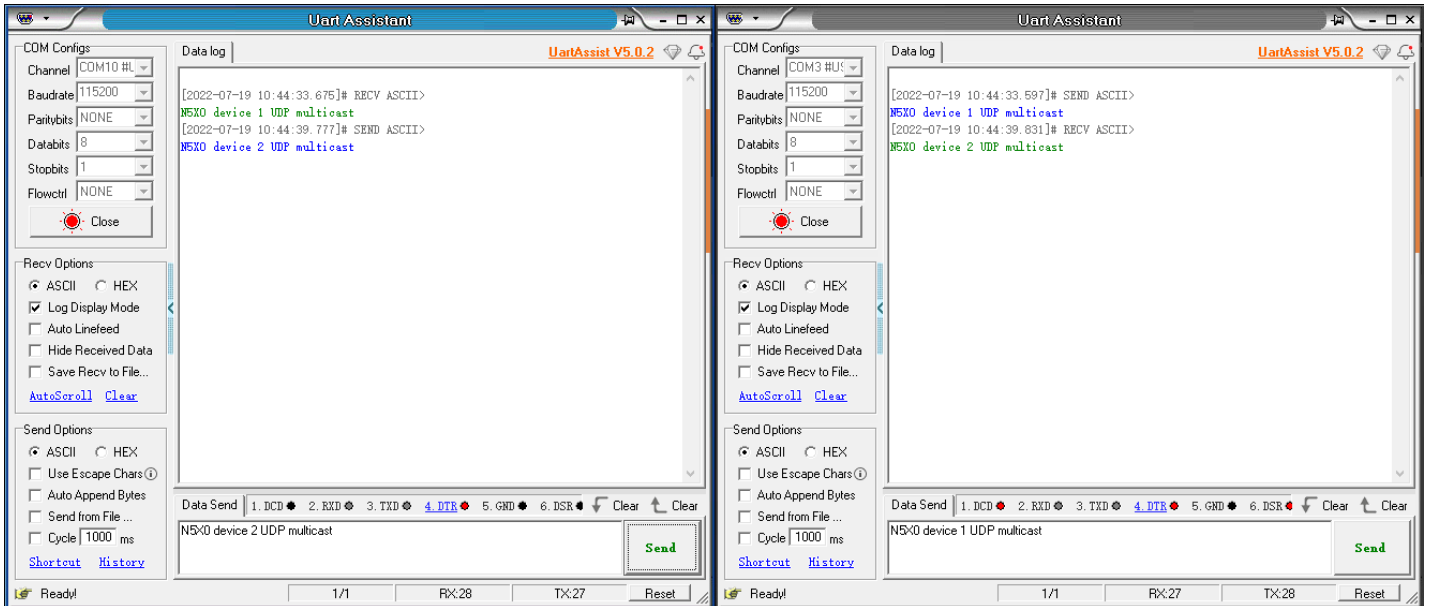 Uart Assistant
COM Configs
Channel COM10 #
Baudrate 115200
Paritybits NONE
Databits 8
Stopbits 1
Flowctrl NONE
Close
Recv Options
ASCII HEX
Log Display Mode
Auto Linefeed
Hide Received Data
Save Recv to File...
AutoScroll Clear
Send Options
ASCII HEX
Use Escape Chars
Auto Append Bytes
Send from File ...
Cycle 1000 ms
Shortcut History
Data log UartAssist V5.0.2
[2022-07-19 10:44:33.675]# RECV ASCII>
N5X0 device 1 UDP multicast
[2022-07-19 10:44:39.777]# SEND ASCII>
N5X0 device 2 UDP multicast
Data Send 1. DCD 2. RXD 3. TXD 4. DTR 5. GND 6. DSR Clear Clear
N5X0 device 2 UDP multicast
Send
Ready! 1/1 RX:28 TX:27 Reset
Uart Assistant
COM Configs
Channel COM3 #US
Baudrate 115200
Paritybits NONE
Databits 8
Stopbits 1
Flowctrl NONE
Close
Recv Options
ASCII HEX
Log Display Mode
Auto Linefeed
Hide Received Data
Save Recv to File...
AutoScroll Clear
Send Options
ASCII HEX
Use Escape Chars
Auto Append Bytes
Send from File ...
Cycle 1000 ms
Shortcut History
Data log UartAssist V5.0.2
[2022-07-19 10:44:33.597]# SEND ASCII>
N5X0 device 1 UDP multicast
[2022-07-19 10:44:39.831]# RECV ASCII>
N5X0 device 2 UDP multicast
Data Send 1. DCD 2. RXD 3. TXD 4. DTR 5. GND 6. DSR Clear Clear
N5X0 device 1 UDP multicast
Send
Ready! 1/1 RX:27 TX:28 Reset